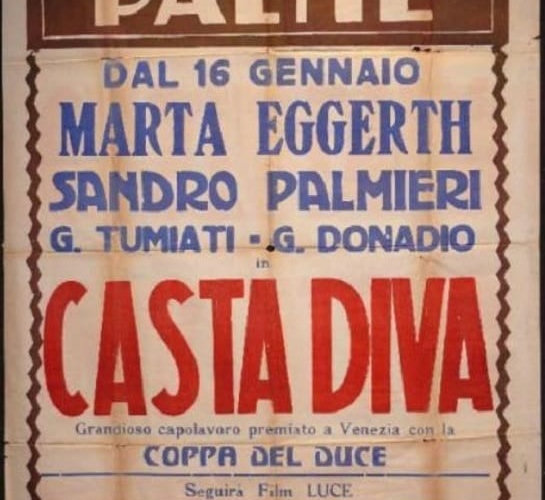 DAL 16 GENNAIO
MARTA EGGERTH
SANDRO PALMIERI
G. TUMIATI - G. DONADIO
in
CASTA DIVA
Grandioso capolavoro premiato a Venezia con la
COPPA DEL DUCE
Seguirà Film LUCE